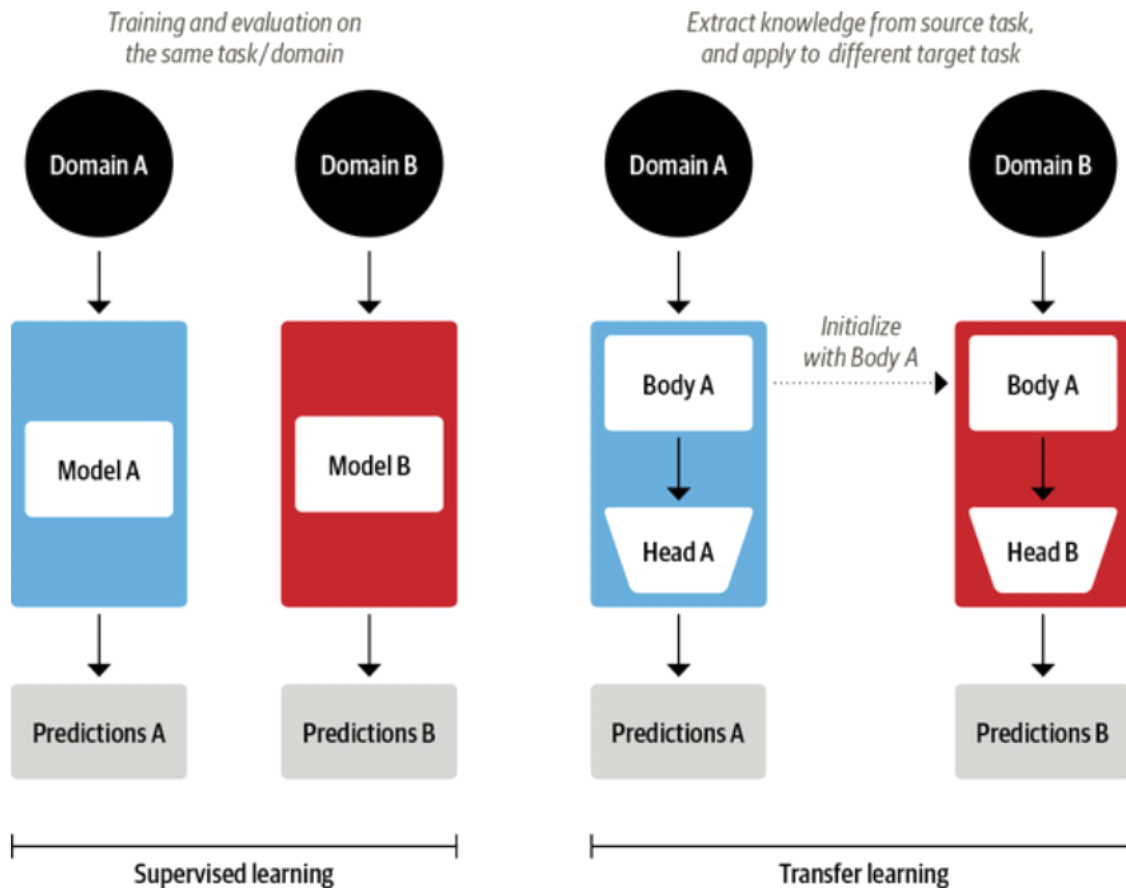 Training and evaluation on
the same task/domain
Extract knowledge from source task,
and apply to different target task
Domain A
Domain B
Domain A
Domain B
Initialize
with Body A
Body A
Body A
Model A
Model B
Head A
Head B
Predictions A
Predictions B
Predictions A
Predictions B
Supervised learning
Transfer learning